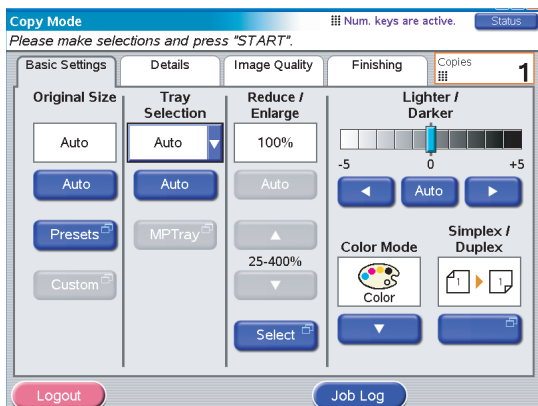 Copy Mode
Num. keys are active.
Status
Please make selections and press "START".
Basic Settings
Details
Image Quality
Finishing
Copies
1
Original Size
Auto
Auto
Presets
Custom
Tray
Selection
Auto
Auto
MPTray
Reduce /
Enlarge
100%
Auto
25-400%
Select
Lighter /
Darker
-5
0
+5
Auto
Color Mode
Color
Simplex /
Duplex
1
1
Logout
Job Log